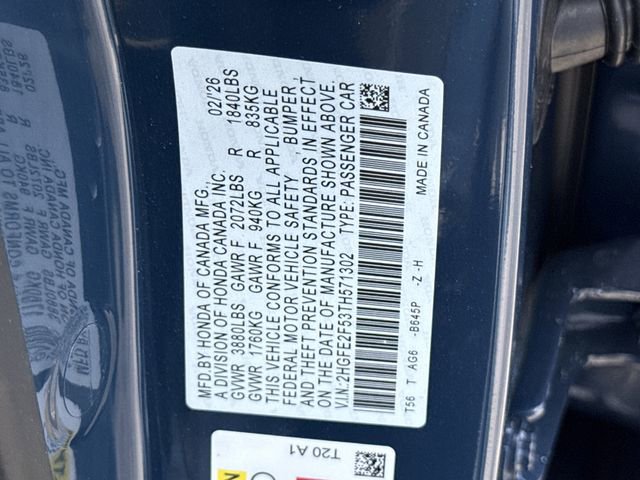 MFD.BY HONDA OF CANADA MFG., 02/26
A DIVISION OF HONDA CANADA INC.
GVWR 3880LBS GAWR F 2072LBS R 1840LBS
GVWR 1760KG GAWR F 940KG R 835KG
THIS VEHICLE CONFORMS TO ALL APPLICABLE
FEDERAL MOTOR VEHICLE SAFETY , BUMPER ,
AND THEFT PREVENTION STANDARDS IN EFFECT
ON THE DATE OF MANUFACTURE SHOWN ABOVE.
V.I.N.:2HGFE2F53TH571302 TYPE: PASSENGER CAR
T56 T AG6 -B645P -Z -H MADE IN CANADA
T20 A1